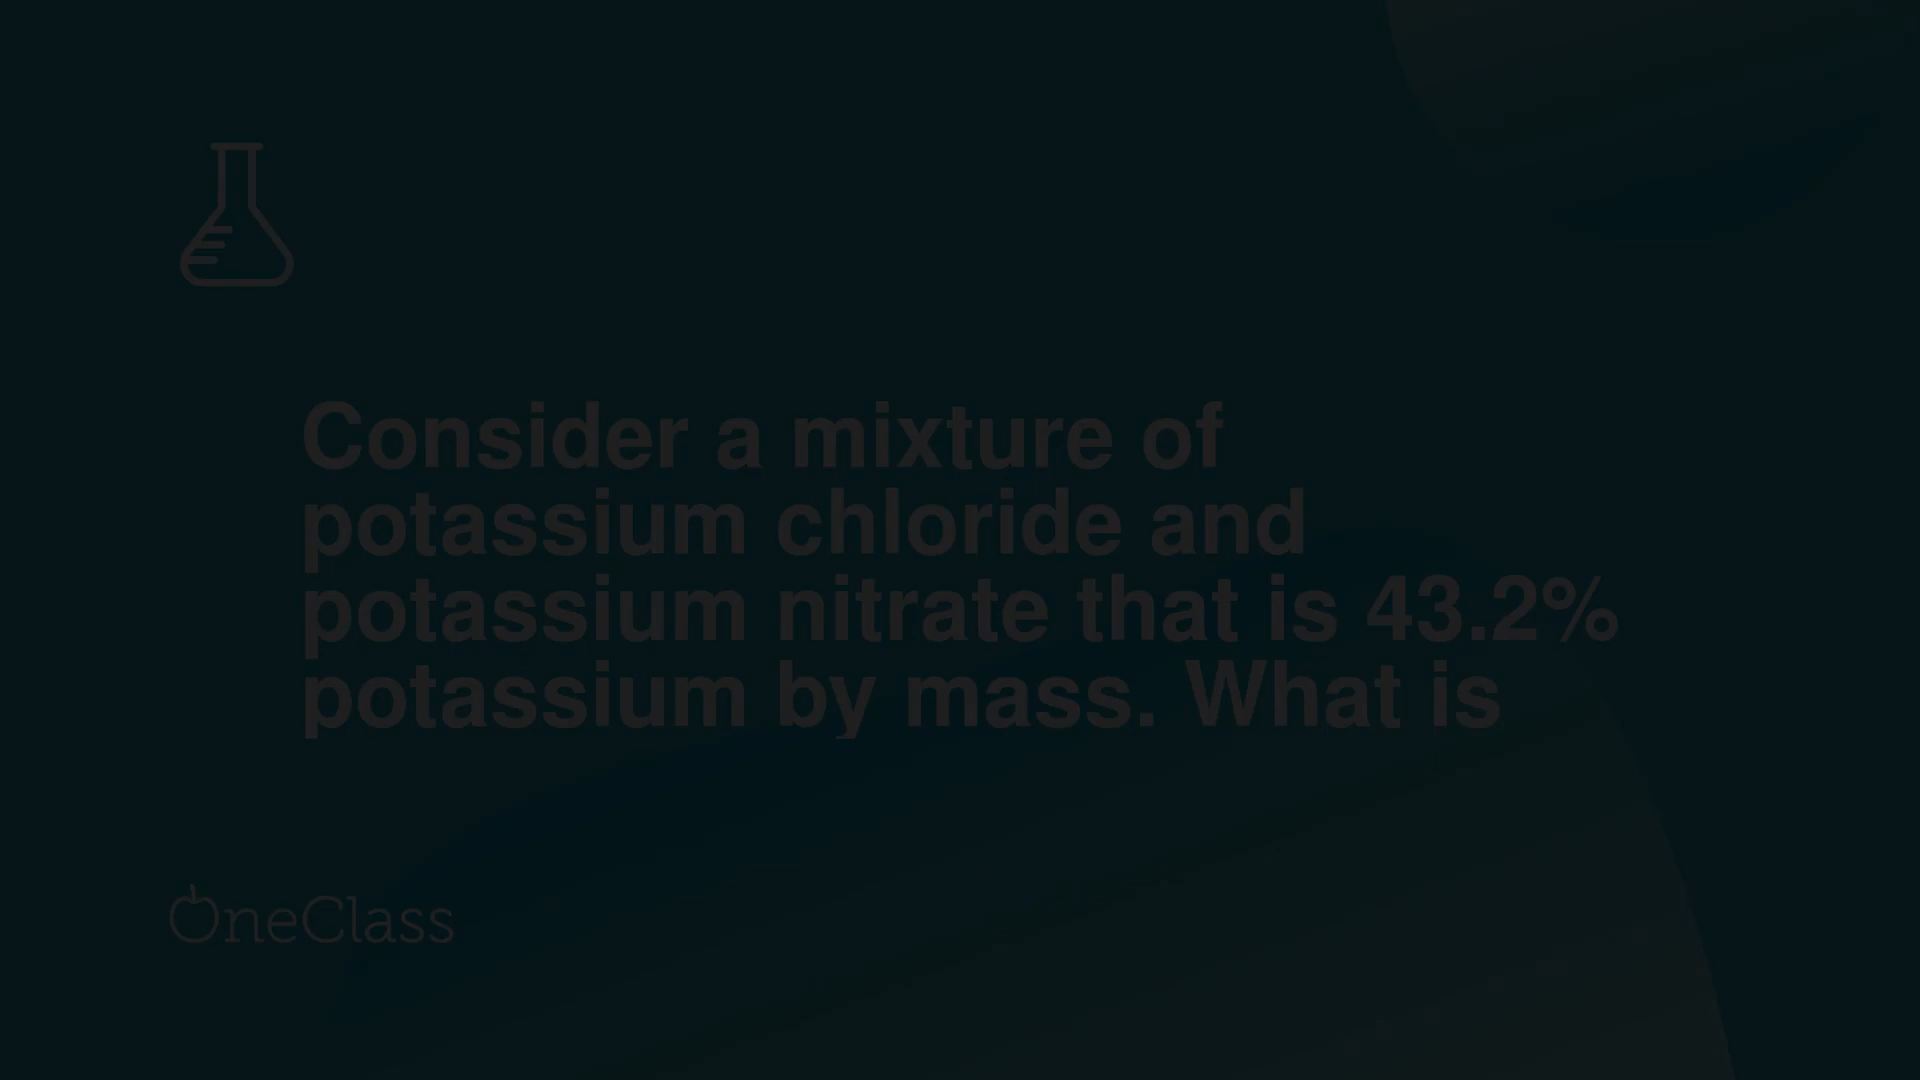 Consider a mixture of
potassium chloride and
potassium nitrate that is 43.2%
potassium by mass. What is
OneClass